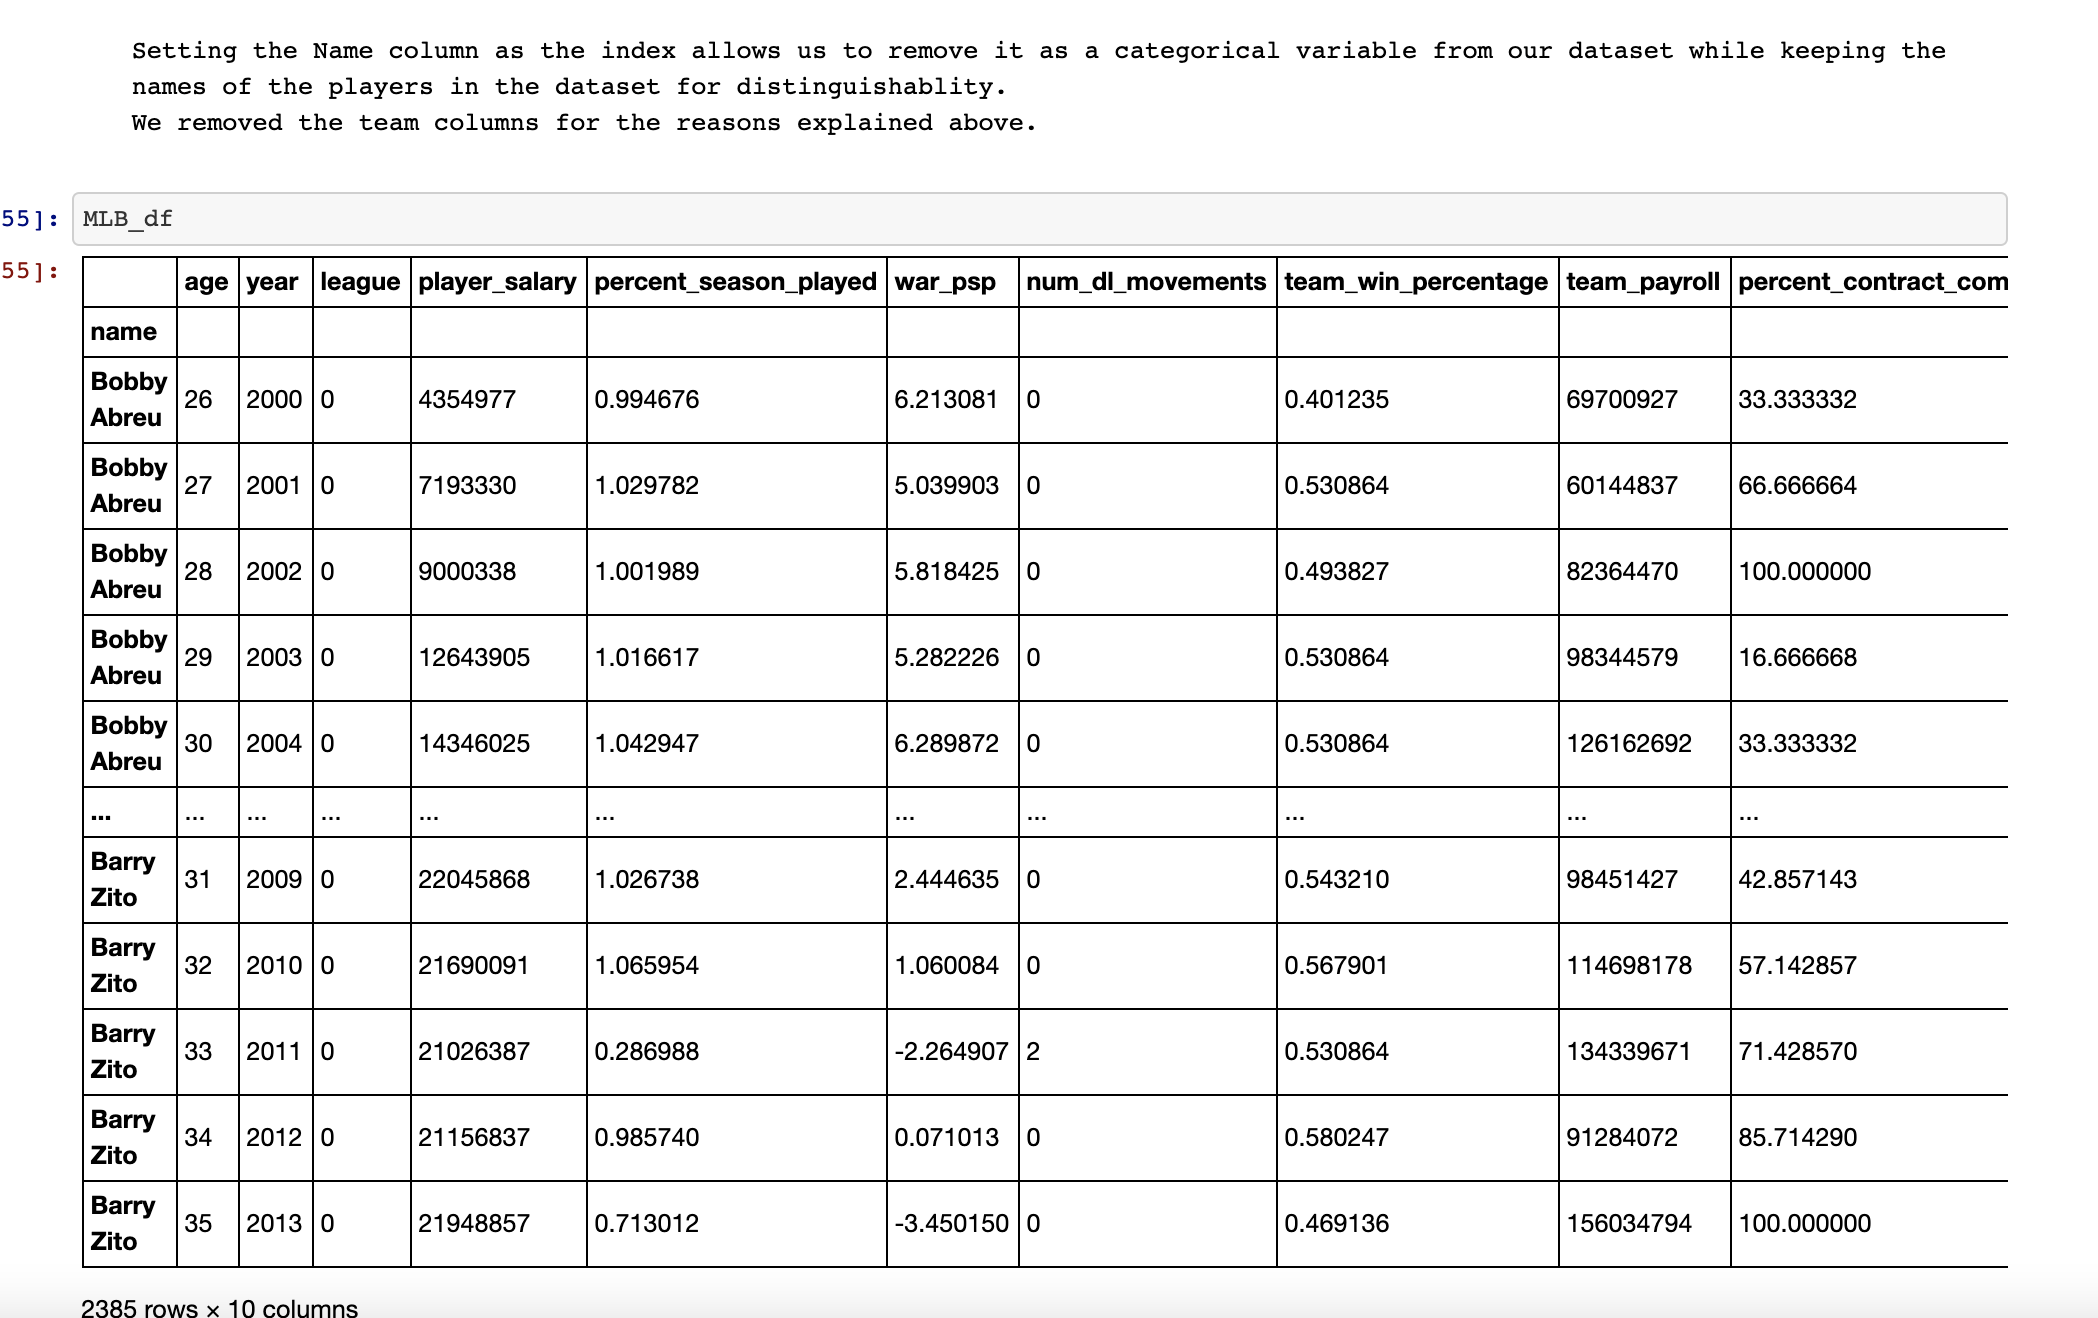 Setting the Name column as the index allows us to remove it as a categorical variable from our dataset while keeping the
names of the players in the dataset for distinguishablity.
We removed the team columns for the reasons explained above.
55]: MLB_df
55]:
age year league player_salary percent_season_played war_psp num_dl_movements team_win_percentage team_payroll percent_contract_com
name
Bobby Abreu 26 2000 0 4354977 0.994676 6.213081 0 0.401235 69700927 33.333332
Bobby Abreu 27 2001 0 7193330 1.029782 5.039903 0 0.530864 60144837 66.666664
Bobby Abreu 28 2002 0 9000338 1.001989 5.818425 0 0.493827 82364470 100.000000
Bobby Abreu 29 2003 0 12643905 1.016617 5.282226 0 0.530864 98344579 16.666668
Bobby Abreu 30 2004 0 14346025 1.042947 6.289872 0 0.530864 126162692 33.333332
... ... ... ... ... ... ... ... ... ... ...
Barry Zito 31 2009 0 22045868 1.026738 2.444635 0 0.543210 98451427 42.857143
Barry Zito 32 2010 0 21690091 1.065954 1.060084 0 0.567901 114698178 57.142857
Barry Zito 33 2011 0 21026387 0.286988 -2.264907 2 0.530864 134339671 71.428570
Barry Zito 34 2012 0 21156837 0.985740 0.071013 0 0.580247 91284072 85.714290
Barry Zito 35 2013 0 21948857 0.713012 -3.450150 0 0.469136 156034794 100.000000
2385 rows × 10 columns